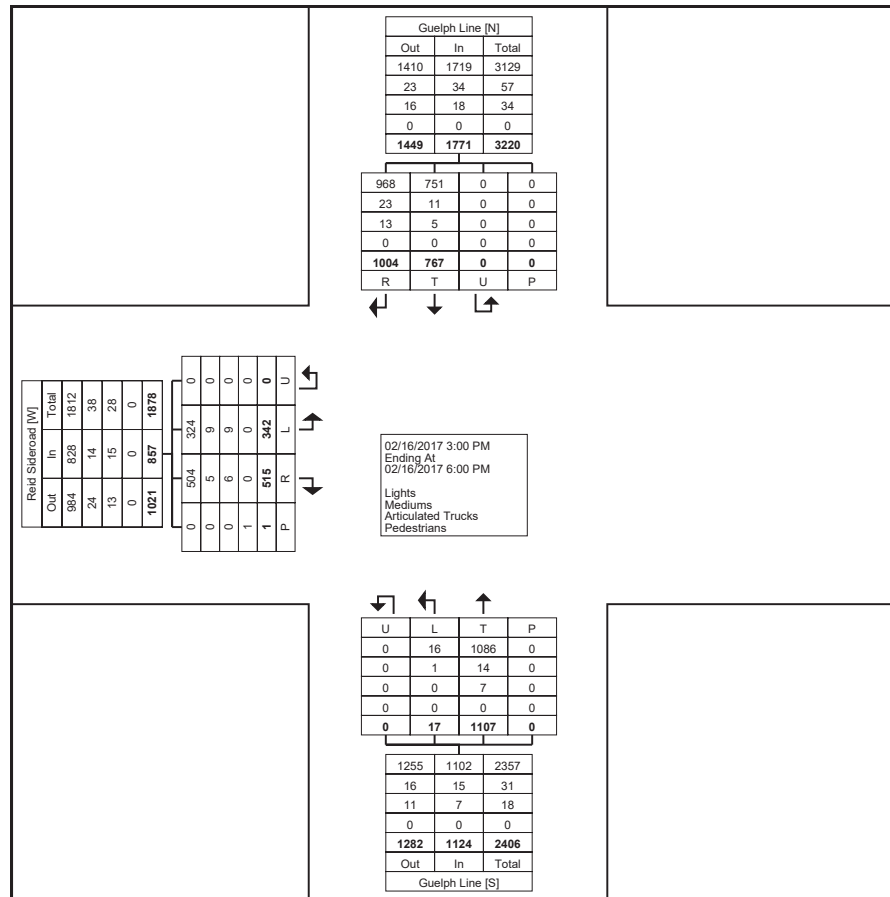 Guelph Line [N]
Out In Total
1410 1719 3129
23 34 57
16 18 34
0 0 0
1449 1771 3220
968 751 0 0
23 11 0 0
13 5 0 0
0 0 0 0
1004 767 0 0
R T U P
Reid Sideroad [W]
Out In Total
984 828 1812
24 14 38
13 15 28
0 0 0
1021 857 1878
0 504 324 0
0 5 9 0
0 6 9 0
1 0 0 0
1 515 342 0
P R L U
02/16/2017 3:00 PM
Ending At
02/16/2017 6:00 PM
Lights
Mediums
Articulated Trucks
Pedestrians
U L T P
0 16 1086 0
0 1 14 0
0 0 7 0
0 0 0 0
0 17 1107 0
1255 1102 2357
16 15 31
11 7 18
0 0 0
1282 1124 2406
Out In Total
Guelph Line [S]